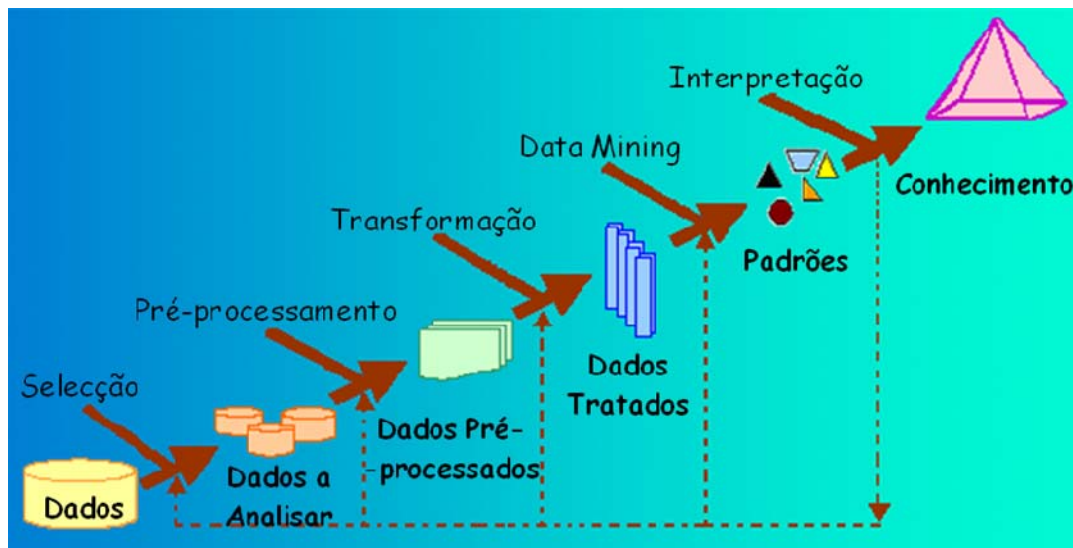 Interpretação
Conhecimento
Data Mining
Padrões
Transformação
Dados
Tratados
Pré-processamento
Dados Pré-
-processados
Selecção
Dados a
Analisar
Dados